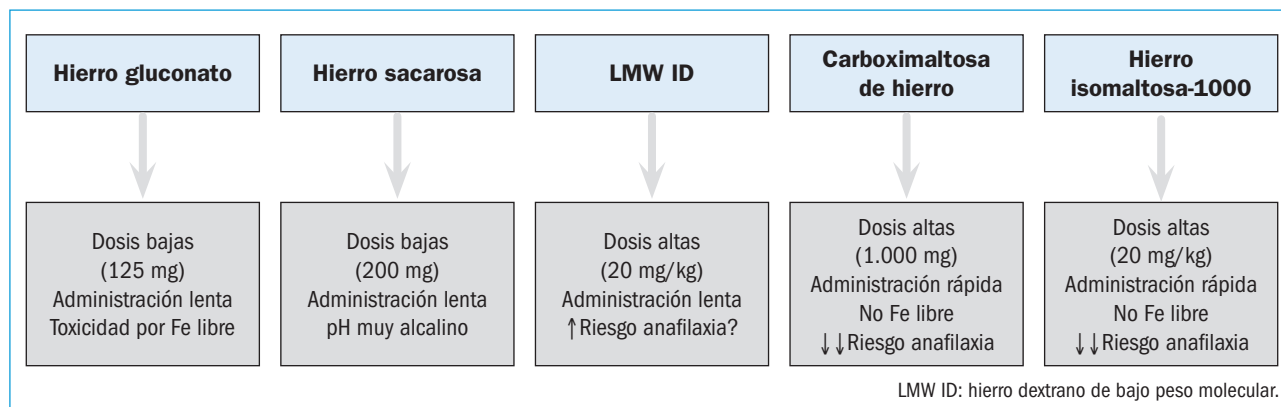 Hierro gluconato
Dosis bajas
(125 mg)
Administración lenta
Toxicidad por Fe libre
Hierro sacarosa
Dosis bajas
(200 mg)
Administración lenta
pH muy alcalino
LMW ID
Dosis altas
(20 mg/kg)
Administración lenta
↑Riesgo anafilaxia?
Carboximaltosa
de hierro
Dosis altas
(1.000 mg)
Administración rápida
No Fe libre
↓↓Riesgo anafilaxia
Hierro
isomaltosa-1000
Dosis altas
(20 mg/kg)
Administración rápida
No Fe libre
↓↓Riesgo anafilaxia
LMW ID: hierro dextrano de bajo peso molecular.